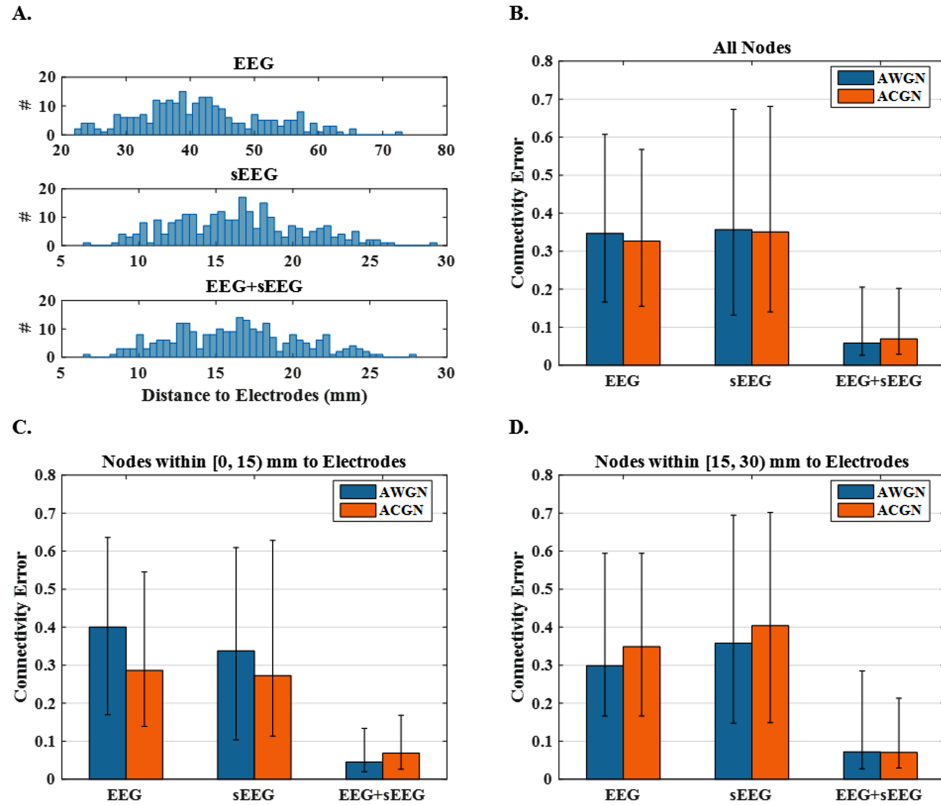 A.
EEG
20
10
0
#
20 30 40 50 60 70 80
sEEG
20
10
0
#
5 10 15 20 25 30
EEG+sEEG
20
10
0
#
5 10 15 20 25 30
Distance to Electrodes (mm)
B.
All Nodes
AWGN
ACGN
0.8
0.7
0.6
0.5
0.4
0.3
0.2
0.1
0
Connectivity Error
EEG sEEG EEG+sEEG
C.
Nodes within [0, 15) mm to Electrodes
AWGN
ACGN
0.8
0.7
0.6
0.5
0.4
0.3
0.2
0.1
0
Connectivity Error
EEG sEEG EEG+sEEG
D.
Nodes within [15, 30) mm to Electrodes
AWGN
ACGN
0.8
0.7
0.6
0.5
0.4
0.3
0.2
0.1
0
Connectivity Error
EEG sEEG EEG+sEEG